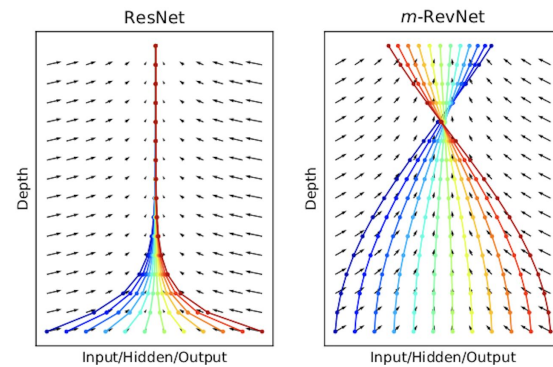 ResNet
m-RevNet
Depth
Depth
Input/Hidden/Output
Input/Hidden/Output